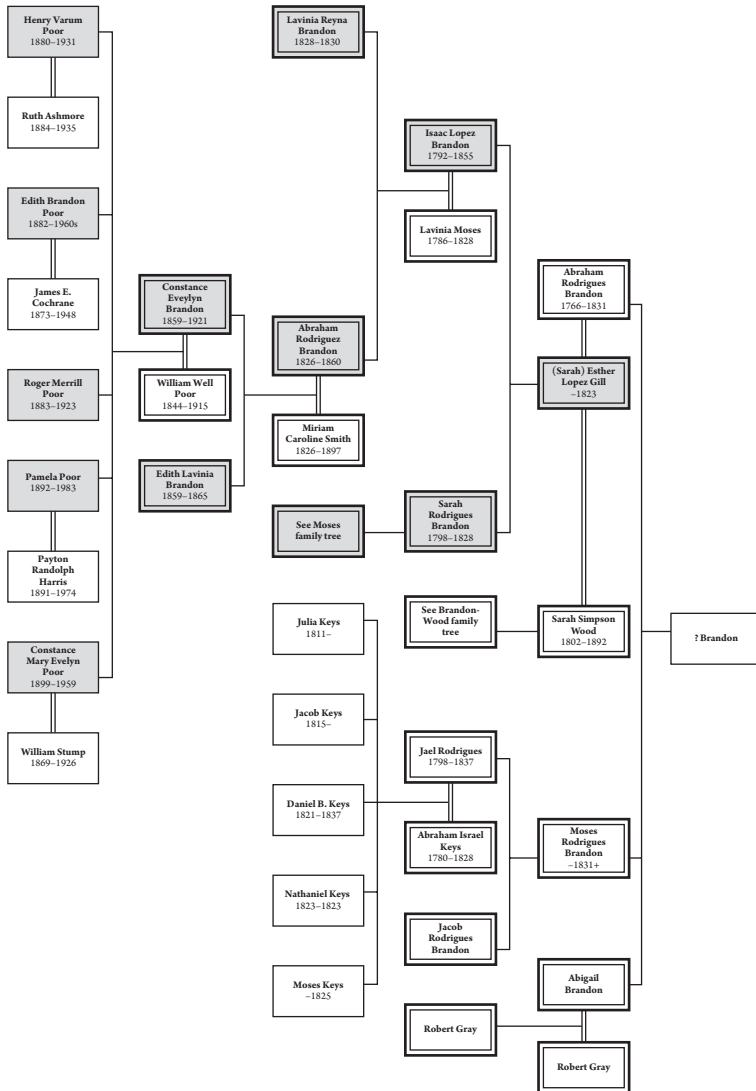 Henry Varum
Poor
1880–1931
Ruth Ashmore
1884–1935
Edith Brandon
Poor
1882–1960s
James E.
Cochrane
1873–1948
Roger Merrill
Poor
1883–1923
Pamela Poor
1892–1983
Payton
Randolph
Harris
1891–1974
Constance
Mary Evelyn
Poor
1899–1959
William Stump
1869–1926
Constance
Eveylyn
Brandon
1859–1921
William Well
Poor
1844–1915
Edith Lavinia
Brandon
1859–1865
Lavinia Reyna
Brandon
1828–1830
Abraham
Rodriguez
Brandon
1826–1860
Miriam
Caroline Smith
1826–1897
See Moses
family tree
Julia Keys
1811–
Jacob Keys
1815–
Daniel B. Keys
1821–1837
Nathaniel Keys
1823–1823
Moses Keys
–1825
Isaac Lopez
Brandon
1792–1855
Lavinia Moses
1786–1828
Sarah
Rodrigues
Brandon
1798–1828
See Brandon-
Wood family
tree
Jael Rodrigues
1798–1837
Abraham Israel
Keys
1780–1828
Jacob
Rodrigues
Brandon
Robert Gray
Abraham
Rodrigues
Brandon
1766–1831
(Sarah) Esther
Lopez Gill
–1823
Sarah Simpson
Wood
1802–1892
Moses
Rodrigues
Brandon
–1831+
Abigail
Brandon
Robert Gray
? Brandon